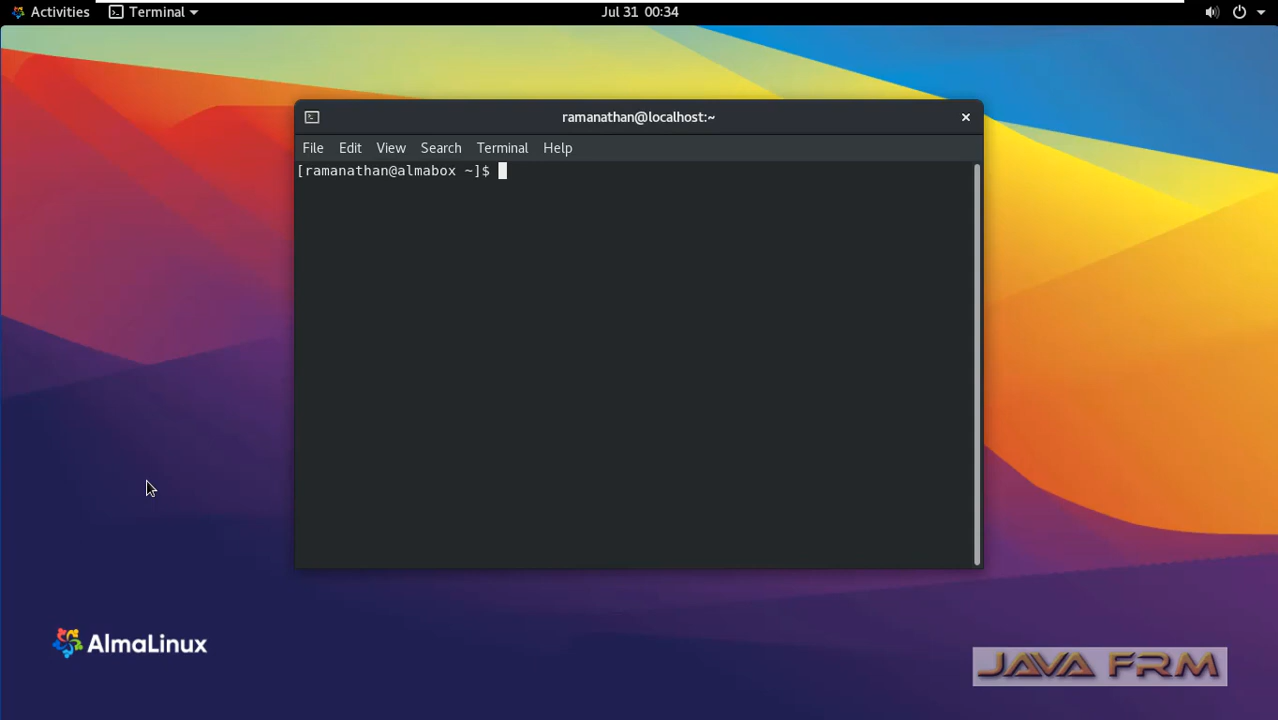 Activities Terminal Jul 31 00:34
ramanathan@localhost:~
File Edit View Search Terminal Help
[ramanathan@almabox ~]$
AlmaLinux
JAVA FRM